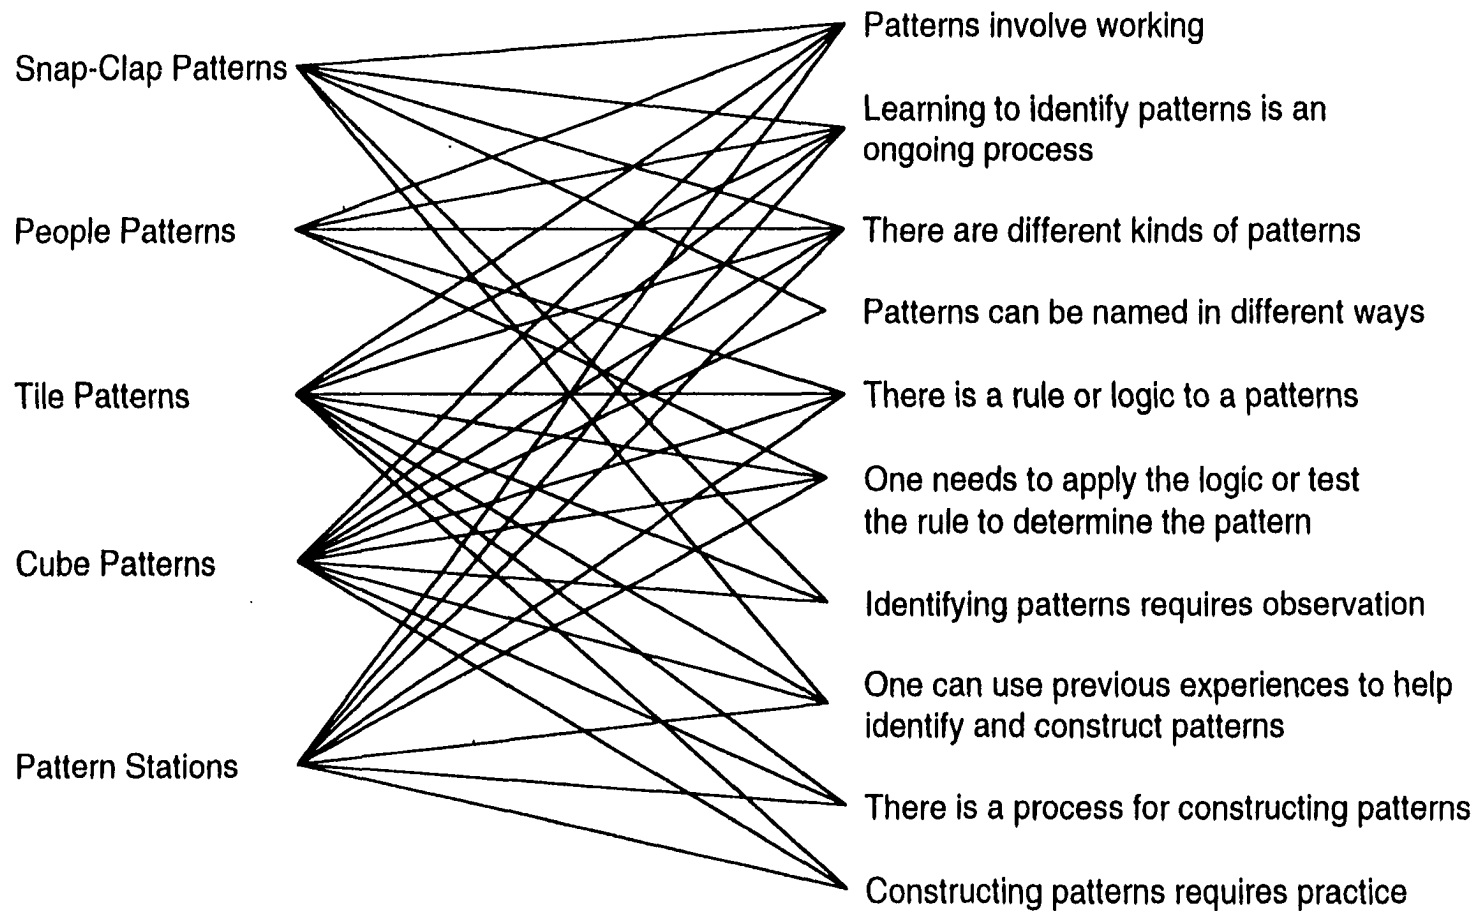 Snap-Clap Patterns
People Patterns
Tile Patterns
Cube Patterns
Pattern Stations
Patterns involve working
Learning to identify patterns is an
ongoing process
There are different kinds of patterns
Patterns can be named in different ways
There is a rule or logic to a patterns
One needs to apply the logic or test
the rule to determine the pattern
Identifying patterns requires observation
One can use previous experiences to help
identify and construct patterns
There is a process for constructing patterns
Constructing patterns requires practice